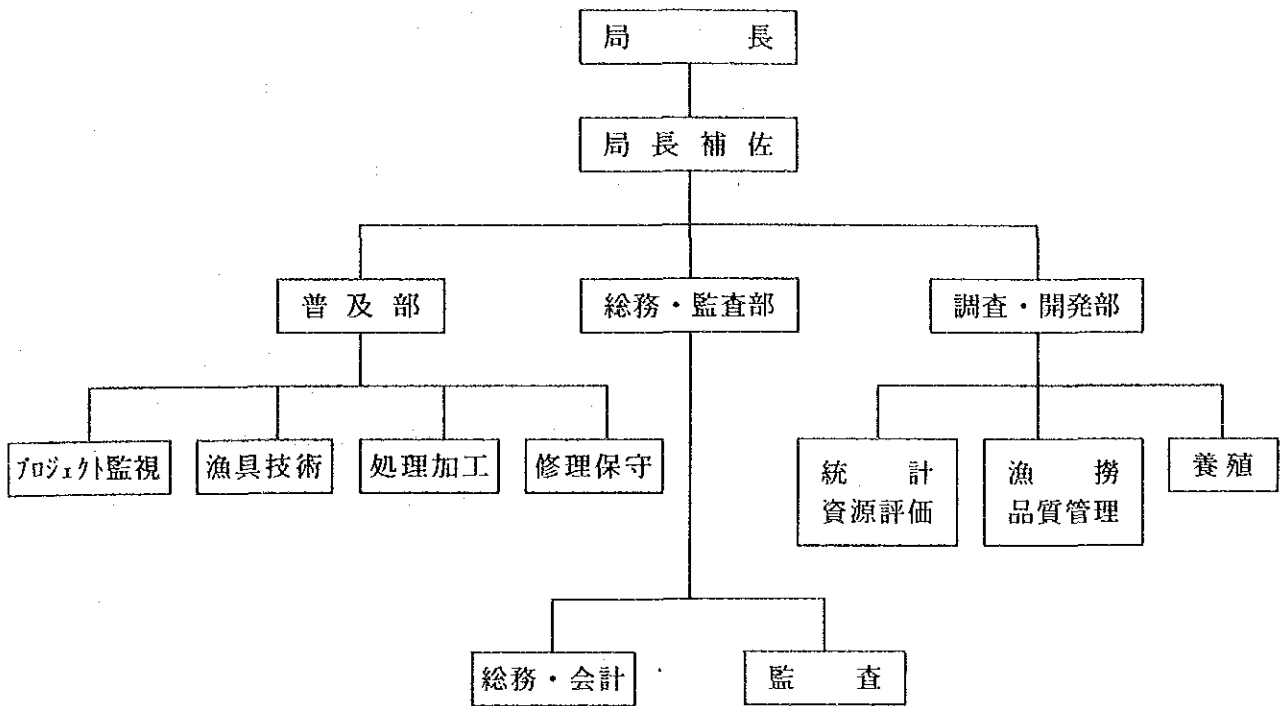 局長
局長補佐
普及部
総務・監査部
調査・開発部
プロジェクト監視
漁具技術
処理加工
修理保守
統計
資源評価
漁撈
品質管理
養殖
総務・会計
監査